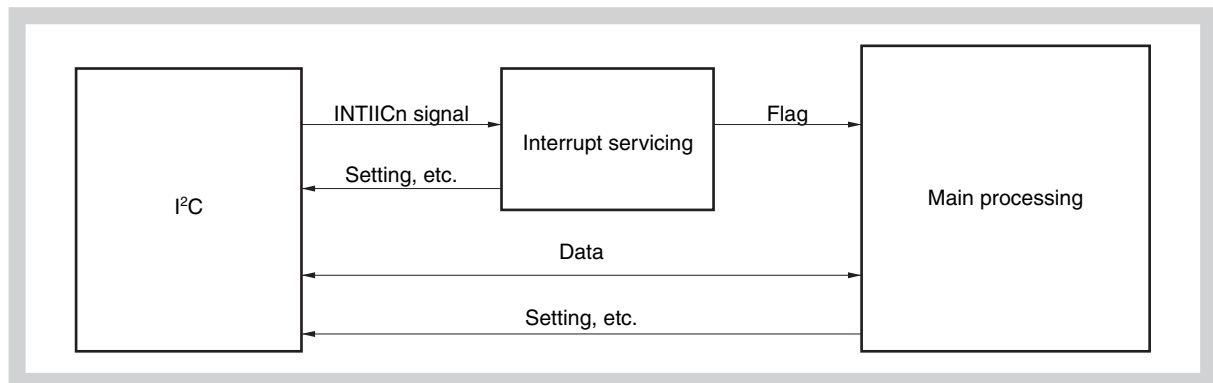 INTIICn signal
Flag
Interrupt servicing
Setting, etc.
I²C
Main processing
Data
Setting, etc.